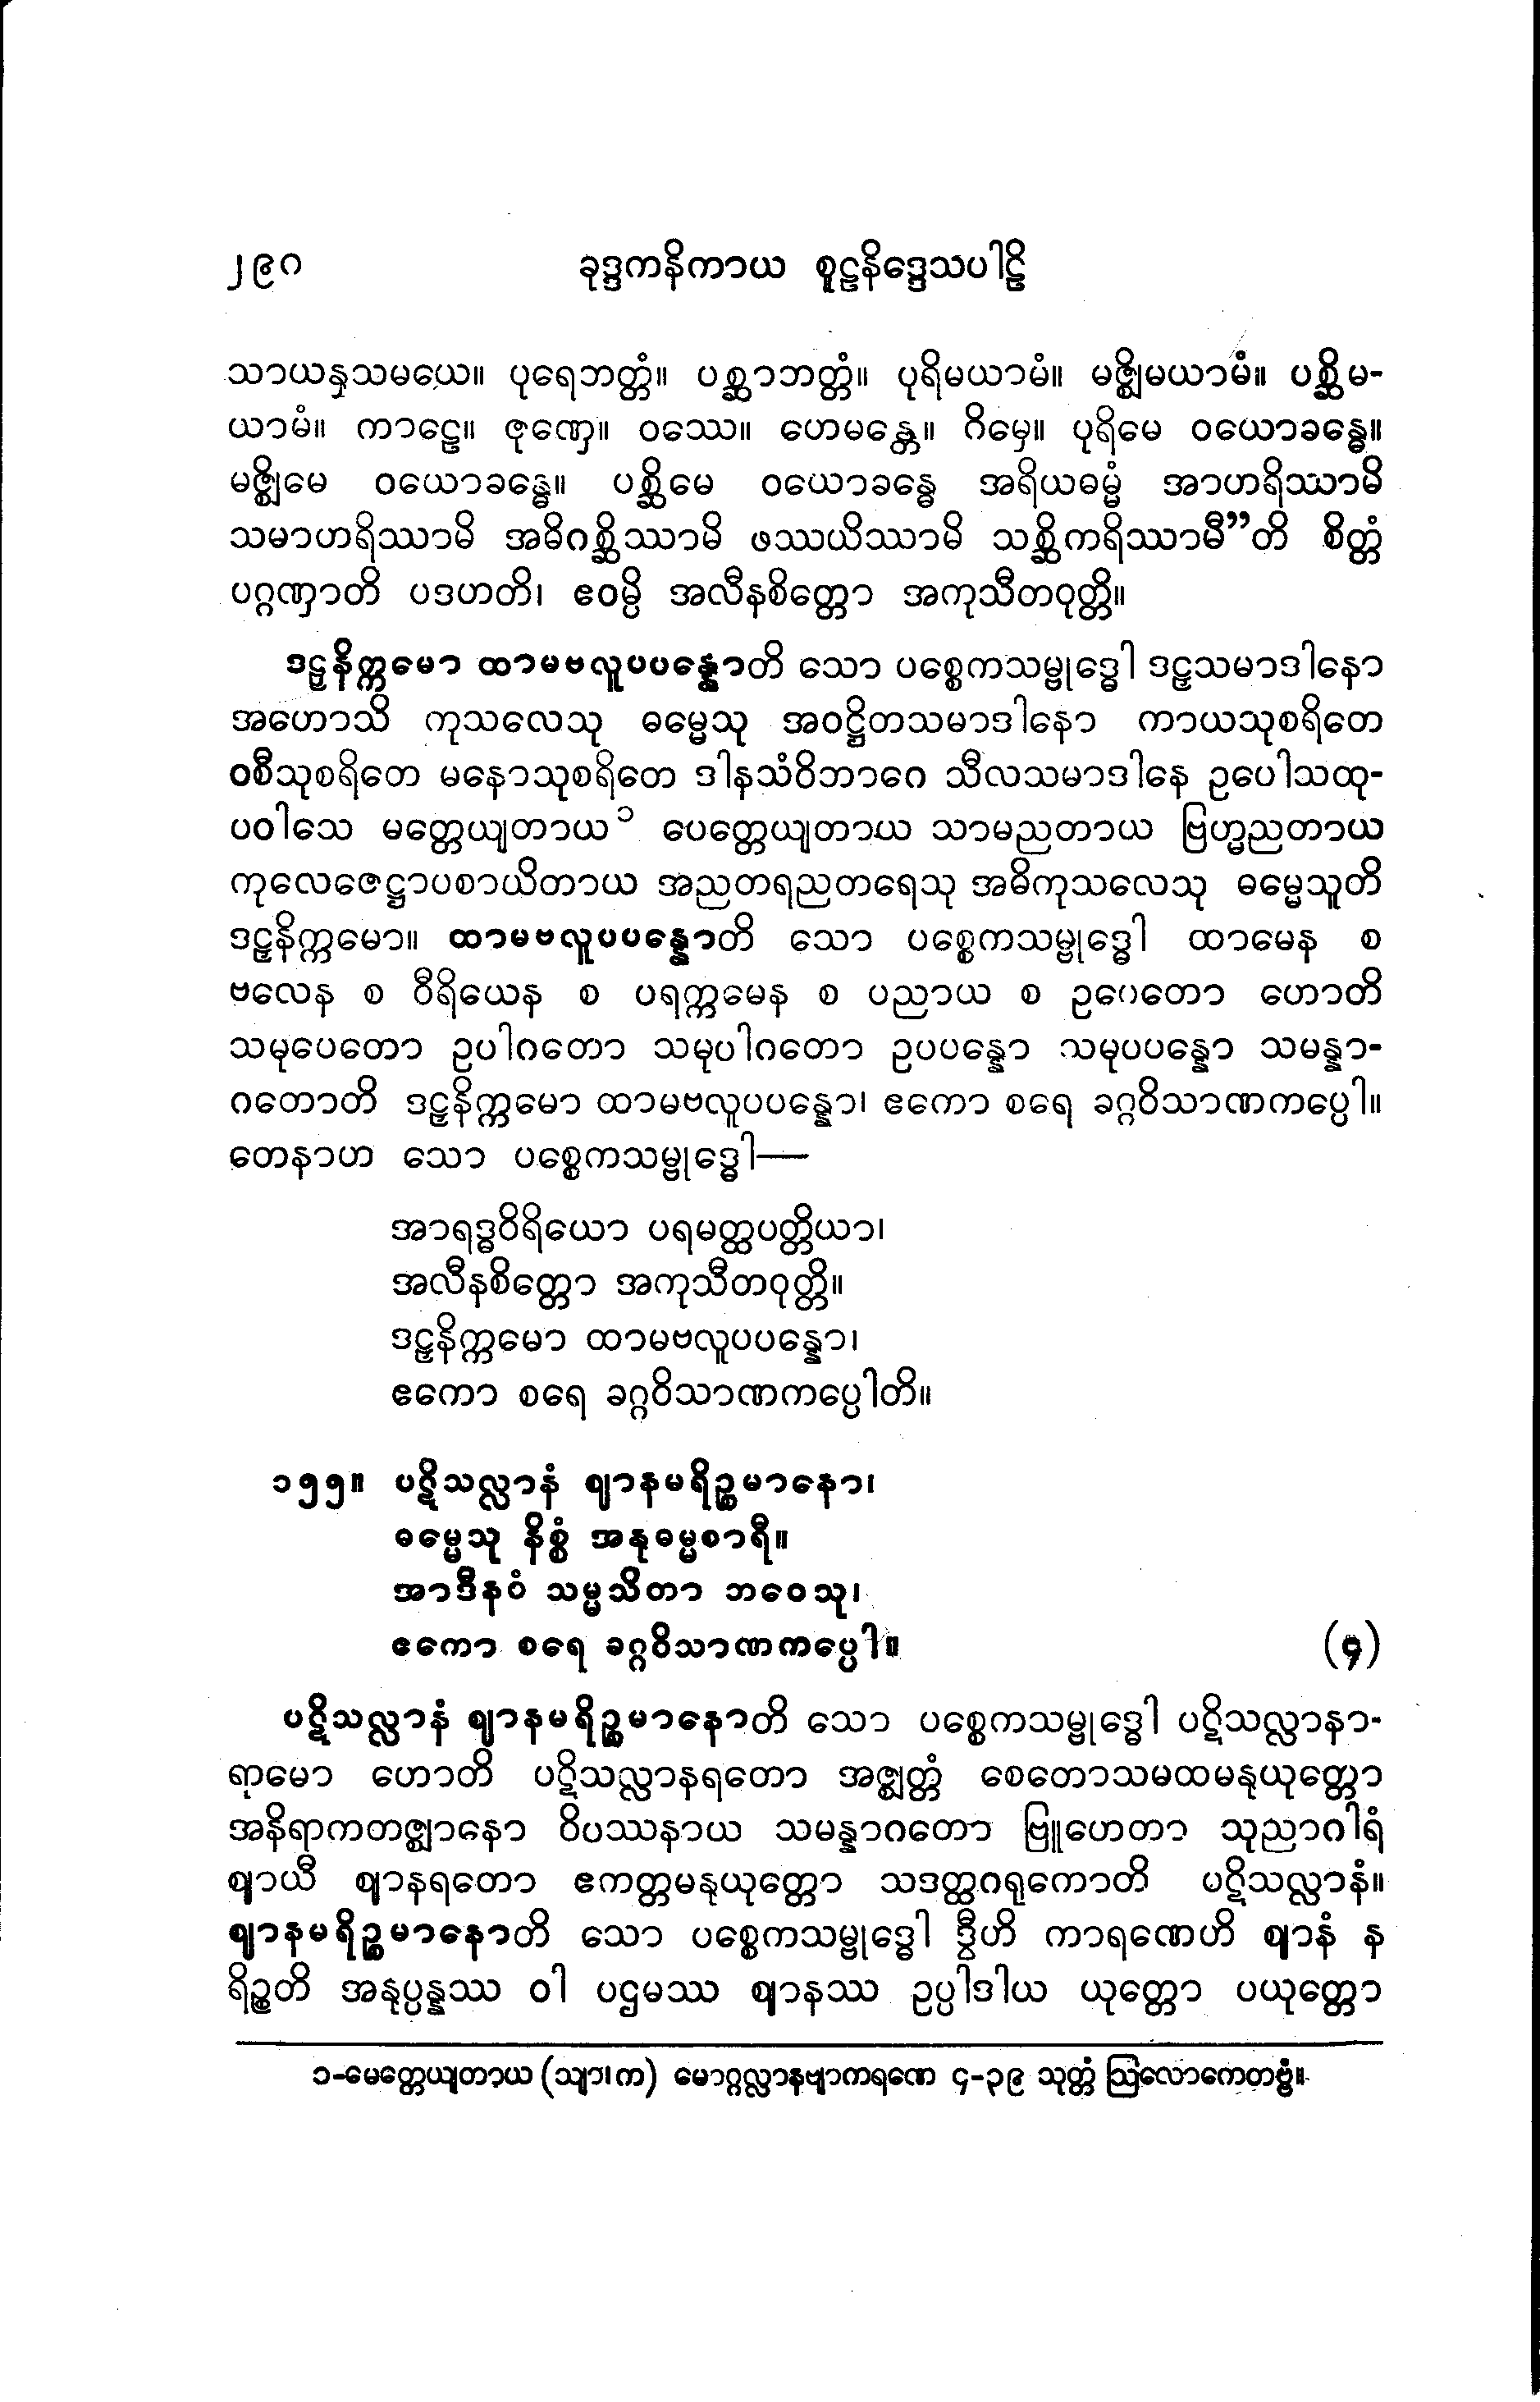 ၂၉၀ ခုဒ္ဒကနိကာယ စူဠနိဒ္ဒေသပါဠိ
သာယနှသမယေ။ ပုရေဘတ္တံ။ ပစ္ဆာဘတ္တံ။ ပုရိမယာမံ။ မဇ္ဈိမယာမံ။ ပစ္ဆိမ-
ယာမံ။ ကာဠေ။ ဇုဏှေ။ ဝဿေ။ ဟေမန္တေ။ ဂိမှေ။ ပုရိမေ ဝယောခန္ဓေ။
မဇ္ဈိမေ ဝယောခန္ဓေ။ ပစ္ဆိမေ ဝယောခန္ဓေ အရိယဓမ္မံ အာဟရိဿာမိ
သမာဟရိဿာမိ အဓိဂစ္ဆိဿာမိ ဖဿယိဿာမိ သစ္ဆိကရိဿာမီ”တိ စိတ္တံ
ပဂ္ဂဏှာတိ ပဒဟတိ၊ ဧဝမ္ပိ အလီနစိတ္တော အကုသီတဝုတ္တိ။
ဒဠှနိက္ကမော ထာမဗလူပပန္နောတိ သော ပစ္စေကသမ္ဗုဒ္ဓေါ ဒဠှသမာဒါနော
အဟောသိ ကုသလေသု ဓမ္မေသု အဝဋ္ဌိတသမာဒါနော ကာယသုစရိတေ
ဝစီသုစရိတေ မနောသုစရိတေ ဒါနသံဝိဘာဂေ သီလသမာဒါနေ ဥပေါသထု-
ပဝါသေ မတ္တေယျတာယ ၁ ပေတ္တေယျတာယ သာမညတာယ ဗြဟ္မညတာယ
ကုလေဇေဋ္ဌာပစာယိတာယ အညတရညတရေသု အဓိကုသလေသု ဓမ္မေသူတိ
ဒဠှနိက္ကမော။ ထာမဗလူပပန္နောတိ သော ပစ္စေကသမ္ဗုဒ္ဓေါ ထာမေန စ
ဗလေန စ ဝီရိယေန စ ပရက္ကမေန စ ပညာယ စ ဥပေတော ဟောတိ
သမုပေတော ဥပါဂတော သမုပါဂတော ဥပပန္နော သမုပပန္နော သမန္နာ-
ဂတောတိ ဒဠှနိက္ကမော ထာမဗလူပပန္နော၊ ဧကော စရေ ခဂ္ဂဝိသာဏကပ္ပေါ။
တေနာဟ သော ပစ္စေကသမ္ဗုဒ္ဓေါ—
အာရဒ္ဓဝိရိယော ပရမတ္ထပတ္တိယာ၊
အလီနစိတ္တော အကုသီတဝုတ္တိ။
ဒဠှနိက္ကမော ထာမဗလူပပန္နော၊
ဧကော စရေ ခဂ္ဂဝိသာဏကပ္ပေါတိ။
၁၅၅။ ပဋိသလ္လာနံ ဈာနမရိဉ္စမာနော၊
ဓမ္မေသု နိစ္စံ အနုဓမ္မစာရီ။
အာဒီနဝံ သမ္မသိတာ ဘဝေသု၊
ဧကော စရေ ခဂ္ဂဝိသာဏကပ္ပေါ။ (၄)
ပဋိသလ္လာနံ ဈာနမရိဉ္စမာနောတိ သော ပစ္စေကသမ္ဗုဒ္ဓေါ ပဋိသလ္လာနာ-
ရာမော ဟောတိ ပဋိသလ္လာနရတော အဇ္ဈတ္တံ စေတောသမထမနုယုတ္တော
အနိရာကတဇ္ဈာနော ဝိပဿနာယ သမန္နာဂတော ဗြူဟေတာ သုညာဂါရံ
ဈာယီ ဈာနရတော ဧကတ္တမနုယုတ္တော သဒတ္ထဂရုကောတိ ပဋိသလ္လာနံ။
ဈာနမရိဉ္စမာနောတိ သော ပစ္စေကသမ္ဗုဒ္ဓေါ ဒွီဟိ ကာရဏေဟိ ဈာနံ န
ရိဉ္စတိ အနုပ္ပန္နဿ ဝါ ပဌမဿ ဈာနဿ ဥပ္ပါဒါယ ယုတ္တော ပယုတ္တော
၁-မေတ္တေယျတာယ (သျာ၊က) မောဂ္ဂလ္လာနဗျာကရဏေ ၄-၃၉ သုတ္တံ ဩလောကေတဗ္ဗံ။